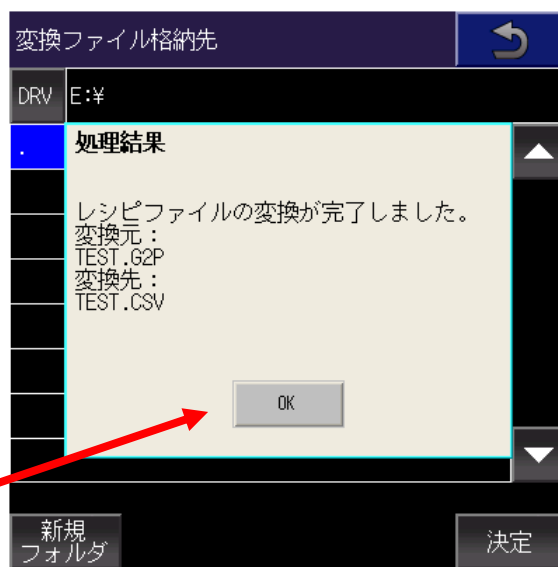 変換ファイル格納先
DRV E:¥
.
処理結果
レシピファイルの変換が完了しました。
変換元：
TEST.G2P
変換先：
TEST.CSV
OK
新規
フォルダ
決定